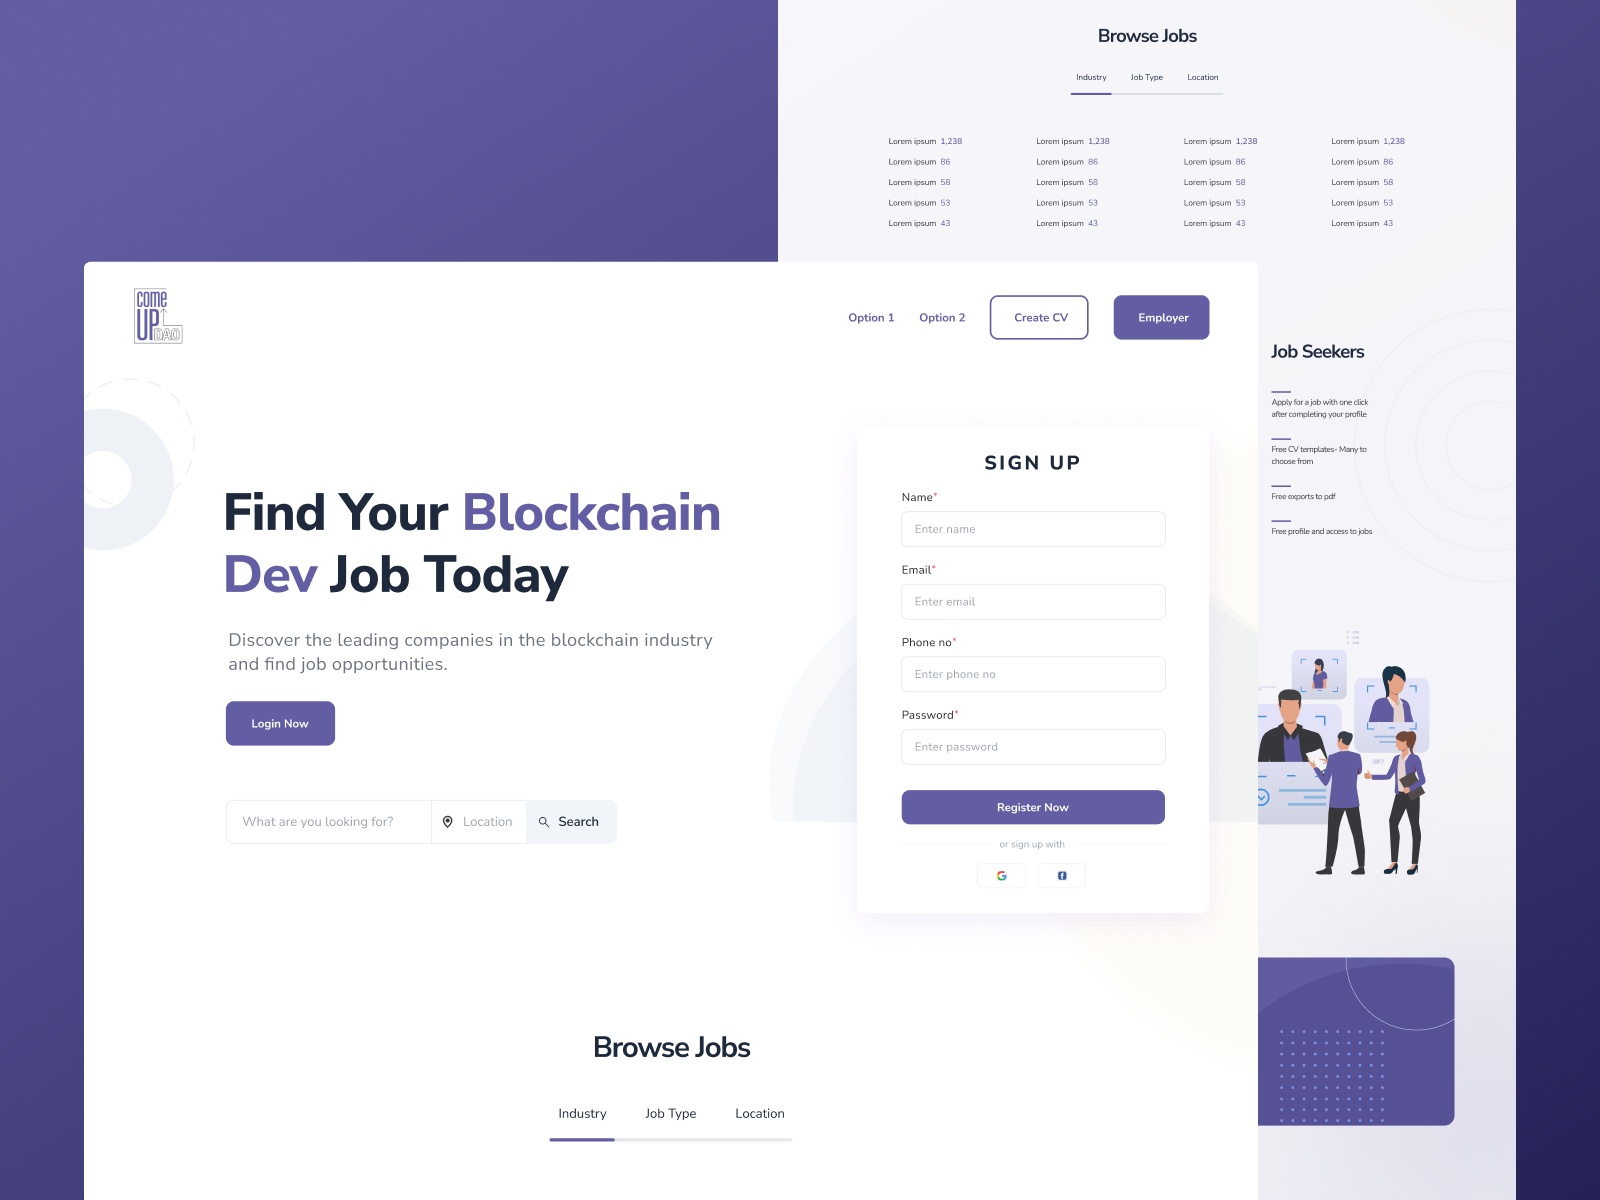 Browse Jobs
Industry Job Type Location
Lorem ipsum 1,238 Lorem ipsum 1,238 Lorem ipsum 1,238 Lorem ipsum 1,238
Lorem ipsum 86 Lorem ipsum 86 Lorem ipsum 86 Lorem ipsum 86
Lorem ipsum 58 Lorem ipsum 58 Lorem ipsum 58 Lorem ipsum 58
Lorem ipsum 53 Lorem ipsum 53 Lorem ipsum 53 Lorem ipsum 53
Lorem ipsum 43 Lorem ipsum 43 Lorem ipsum 43 Lorem ipsum 43
come
UP
DAO
Option 1 Option 2 Create CV Employer
Find Your Blockchain
Dev Job Today
Discover the leading companies in the blockchain industry
and find job opportunities.
Login Now
What are you looking for? Location Search
SIGN UP
Name*
Enter name
Email*
Enter email
Phone no*
Enter phone no
Password*
Enter password
Register Now
or sign up with
Job Seekers
Apply for a job with one click
after completing your profile
Free CV templates- Many to
choose from
Free exports to pdf
Free profile and access to jobs
Browse Jobs
Industry Job Type Location